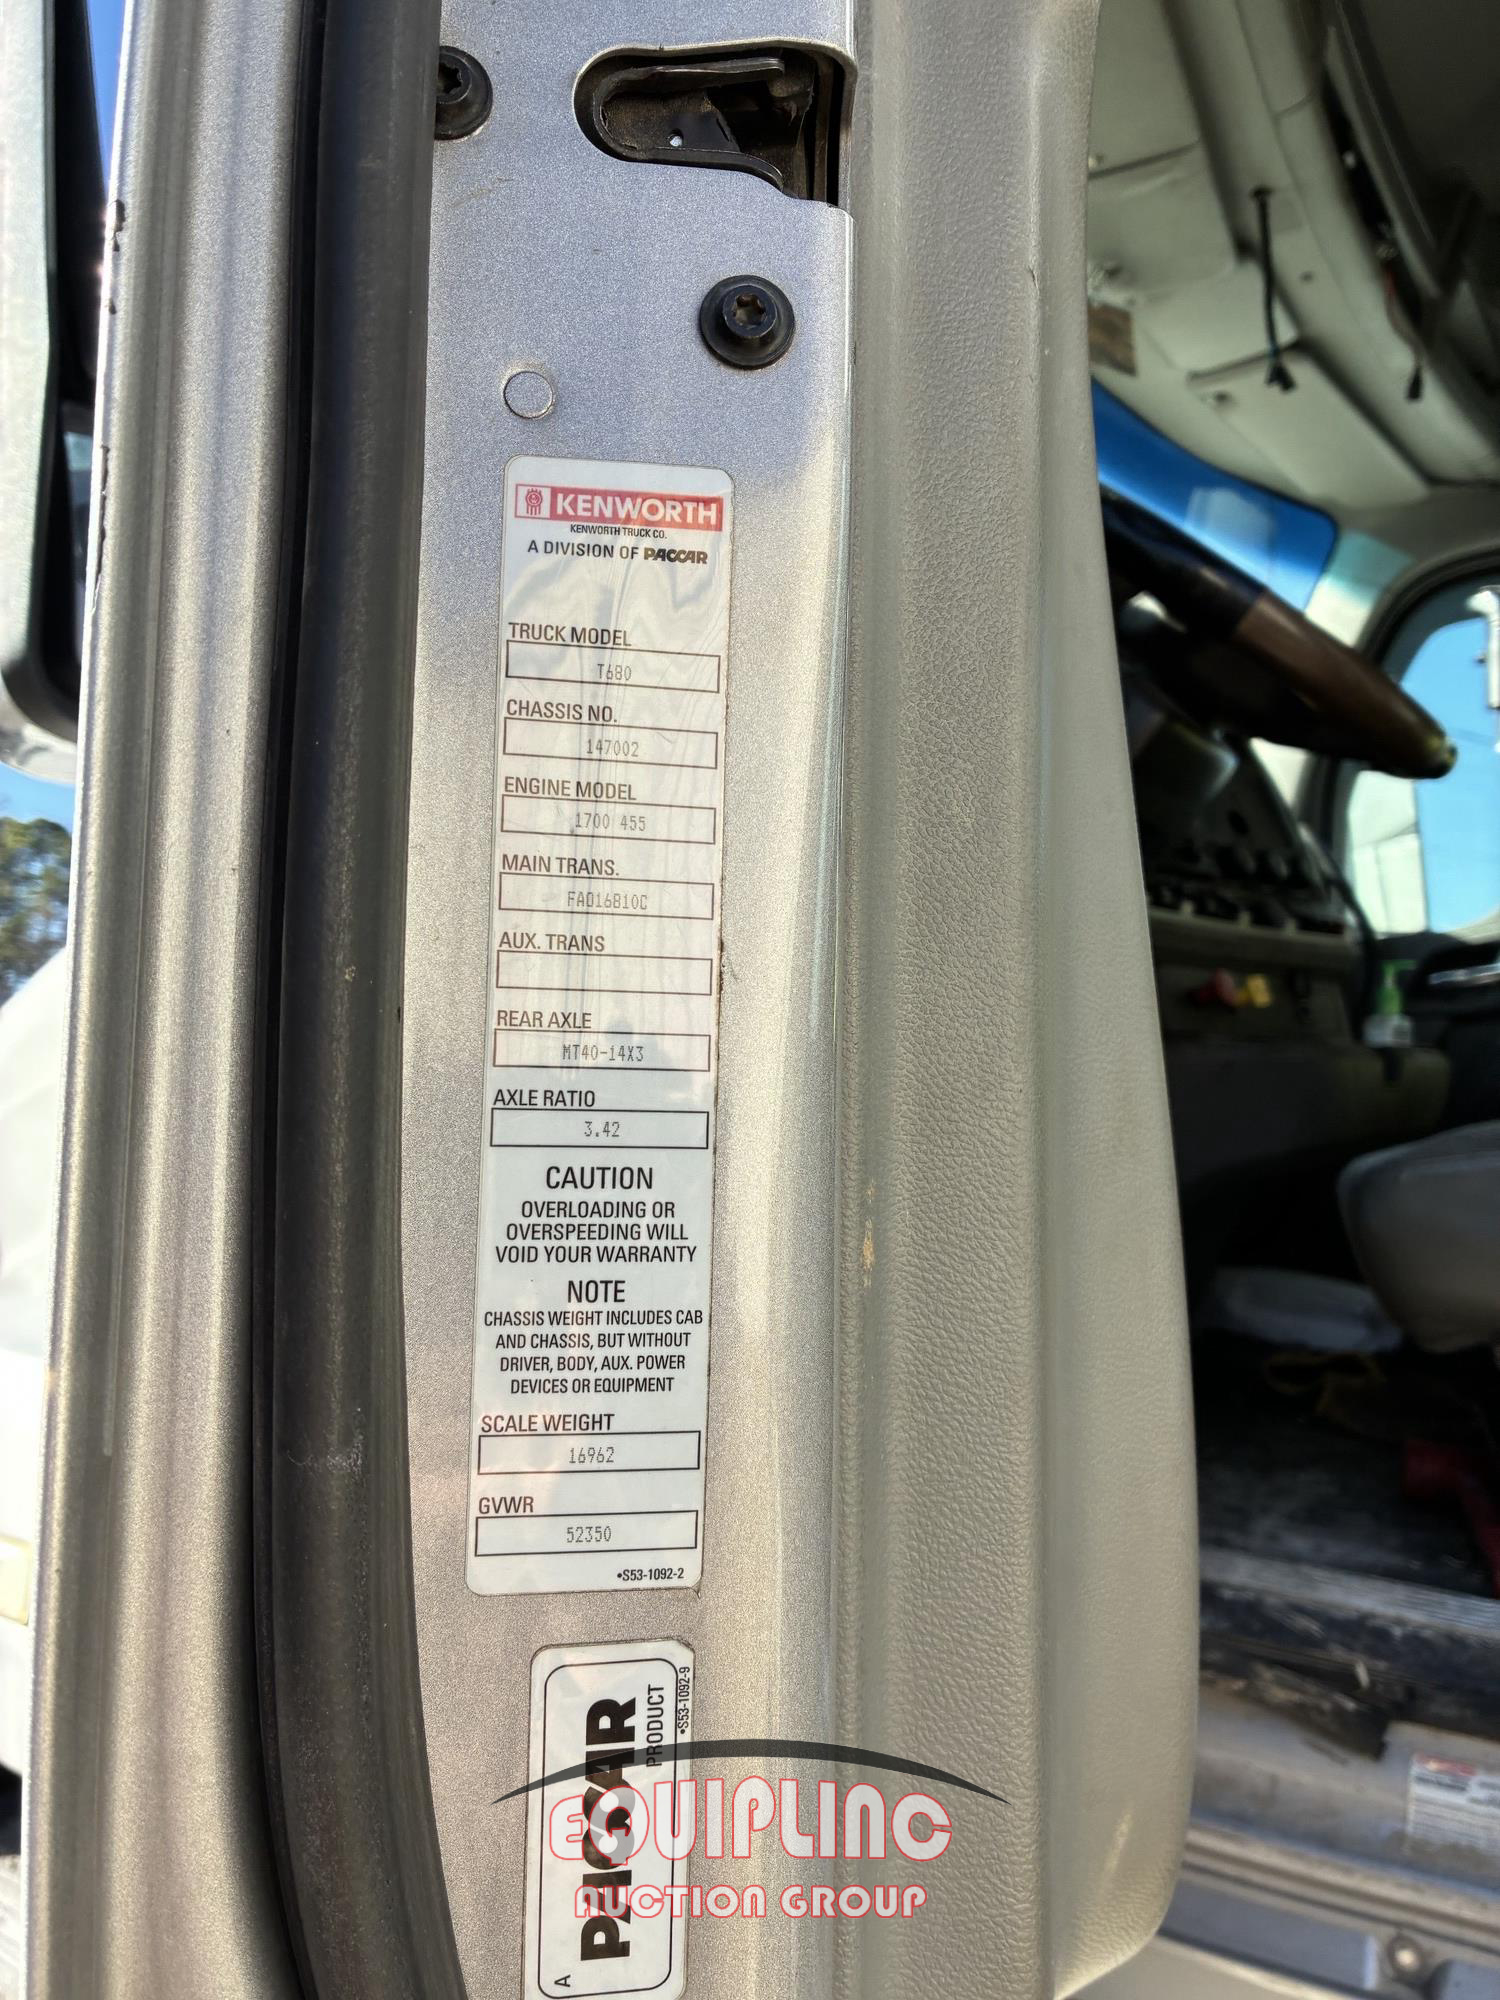 KENWORTH
KENWORTH TRUCK CO.
A DIVISION OF PACCAR
TRUCK MODEL
T680
CHASSIS NO.
147002
ENGINE MODEL
1700 455
MAIN TRANS.
FAO16810C
AUX. TRANS
REAR AXLE
MT40-14X3
AXLE RATIO
3.42
CAUTION
OVERLOADING OR
OVERSPEEDING WILL
VOID YOUR WARRANTY
NOTE
CHASSIS WEIGHT INCLUDES CAB
AND CHASSIS, BUT WITHOUT
DRIVER, BODY, AUX. POWER
DEVICES OR EQUIPMENT
SCALE WEIGHT
16962
GVWR
52350
•S53-1092-2
A
PACCAR
PRODUCT
•S53-1092-9
EQUIPLINC
AUCTION GROUP